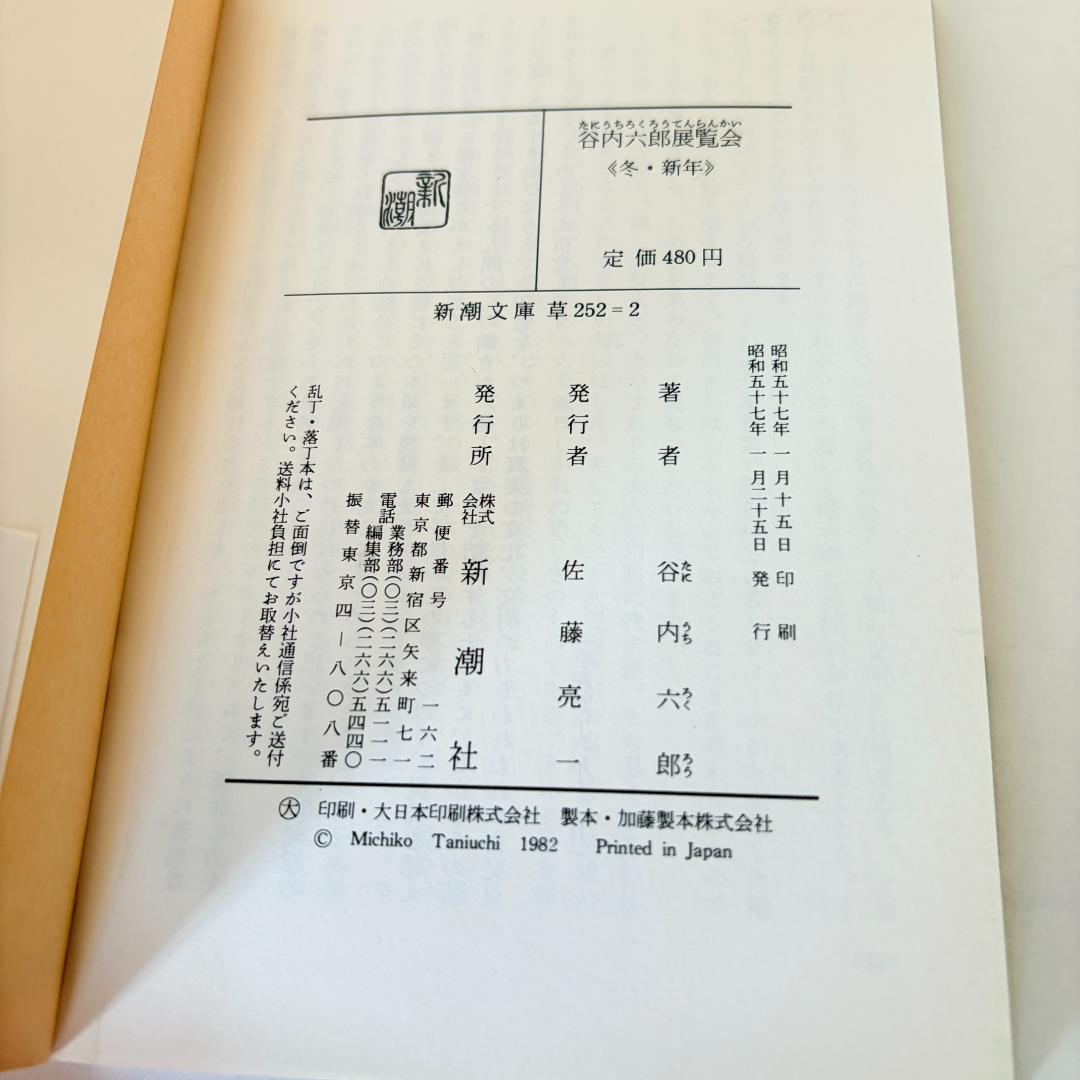 たにうちろくろうてんらんかい
谷内六郎展覧会
《冬・新年》
定価480円
新潮
新潮文庫 草252=2
昭和五十七年 一月十五日 印刷
昭和五十七年 一月二十五日 発行
著者 谷内六郎
たにうちろくろう
発行者 佐藤亮一
発行所 株式会社 新潮社
郵便番号 一六二
東京都新宿区矢来町七一
電話 業務部(〇三)(二六六)五一一一
編集部(〇三)(二六六)五四四〇
振替東京四―八〇八番
乱丁・落丁本は、ご面倒ですが小社通信係宛ご送付
ください。送料小社負担にてお取替えいたします。
㊛ 印刷・大日本印刷株式会社 製本・加藤製本株式会社
© Michiko Taniuchi 1982 Printed in Japan